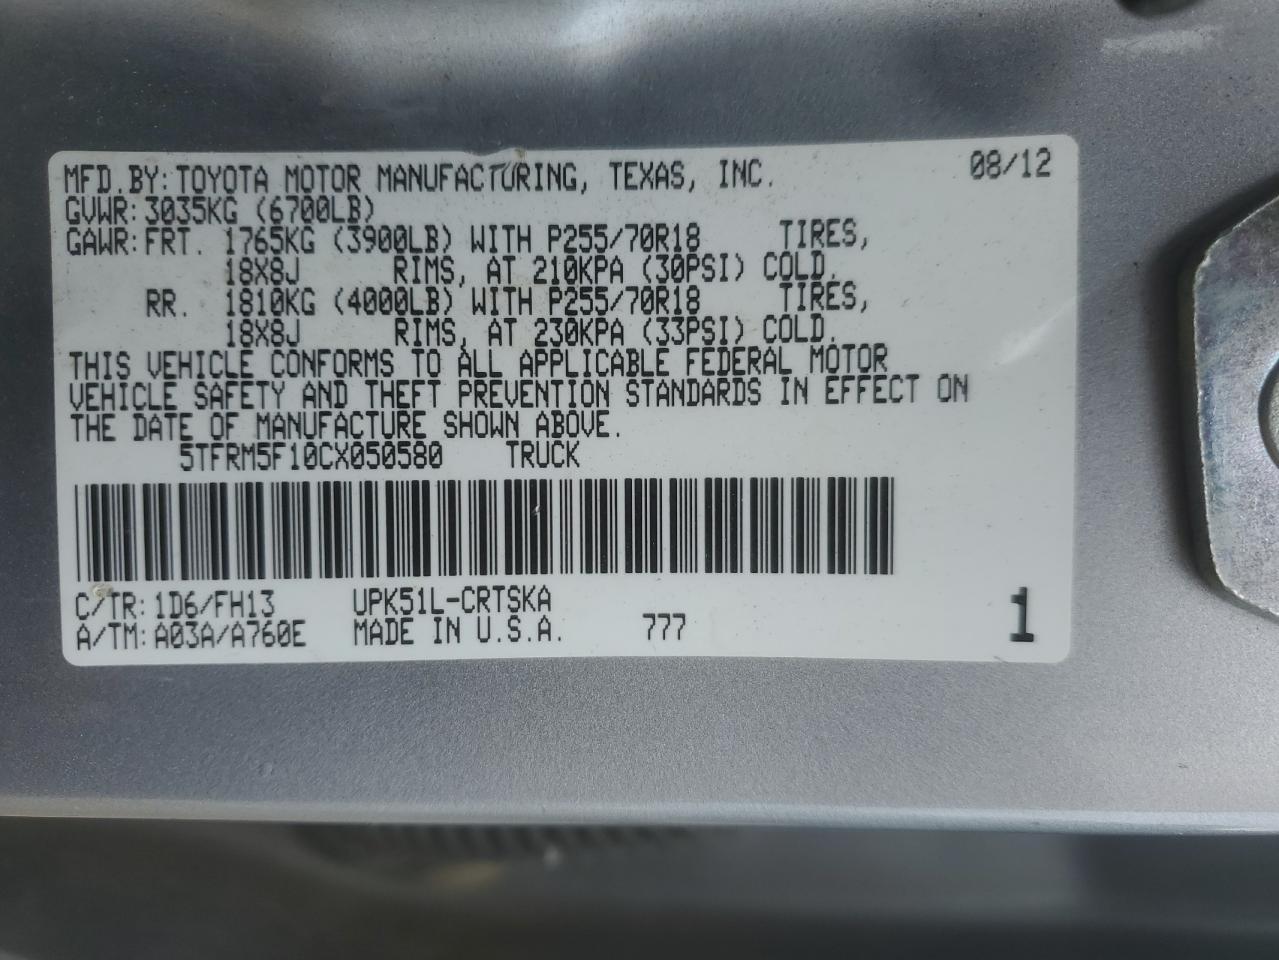 MFD.BY:TOYOTA MOTOR MANUFACTURING, TEXAS, INC. 08/12
GVWR:3035KG (6700LB)
GAWR:FRT. 1765KG (3900LB) WITH P255/70R18 TIRES,
18X8J RIMS, AT 210KPA (30PSI) COLD.
RR. 1810KG (4000LB) WITH P255/70R18 TIRES,
18X8J RIMS, AT 230KPA (33PSI) COLD.
THIS VEHICLE CONFORMS TO ALL APPLICABLE FEDERAL MOTOR
VEHICLE SAFETY AND THEFT PREVENTION STANDARDS IN EFFECT ON
THE DATE OF MANUFACTURE SHOWN ABOVE.
5TFRM5F10CX050580 TRUCK
C/TR:1D6/FH13 UPK51L-CRTSKA
A/TM:A03A/A760E MADE IN U.S.A. 777 1